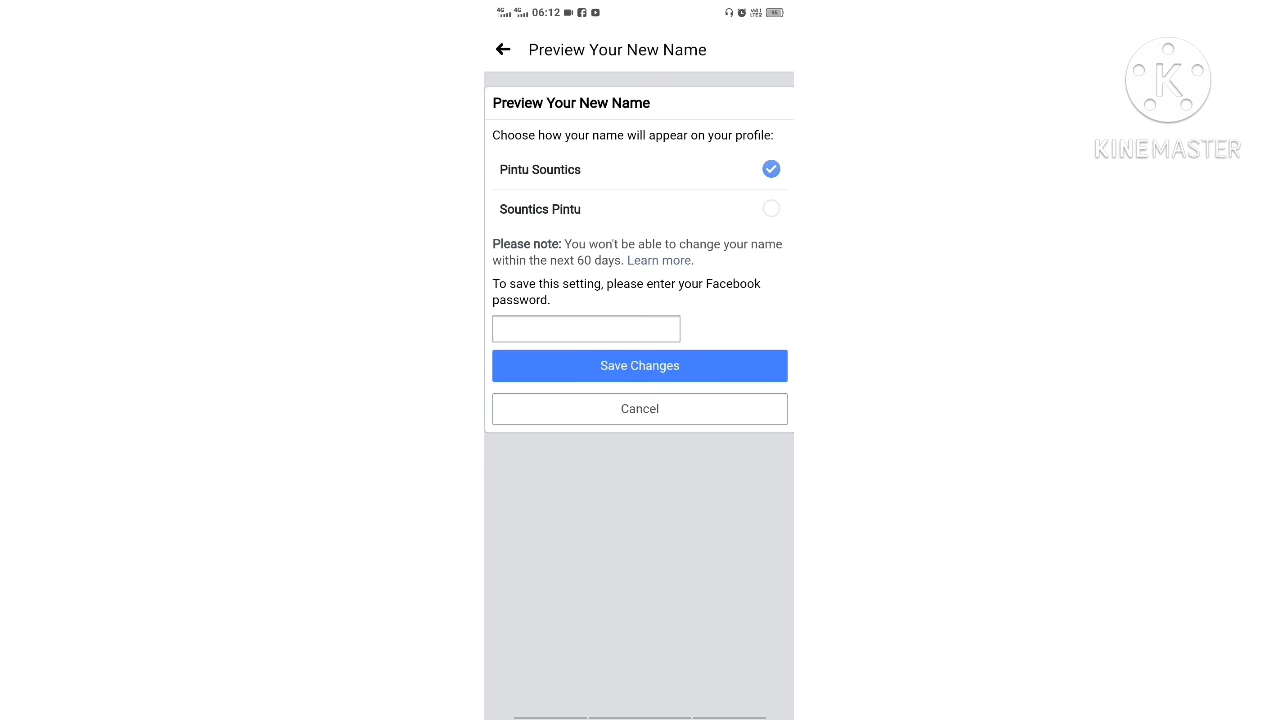 4G 4G 06:12
Preview Your New Name
Preview Your New Name
Choose how your name will appear on your profile:
Pintu Sountics
Sountics Pintu
Please note: You won't be able to change your name
within the next 60 days. Learn more.
To save this setting, please enter your Facebook
password.
Save Changes
Cancel
K
KINEMASTER